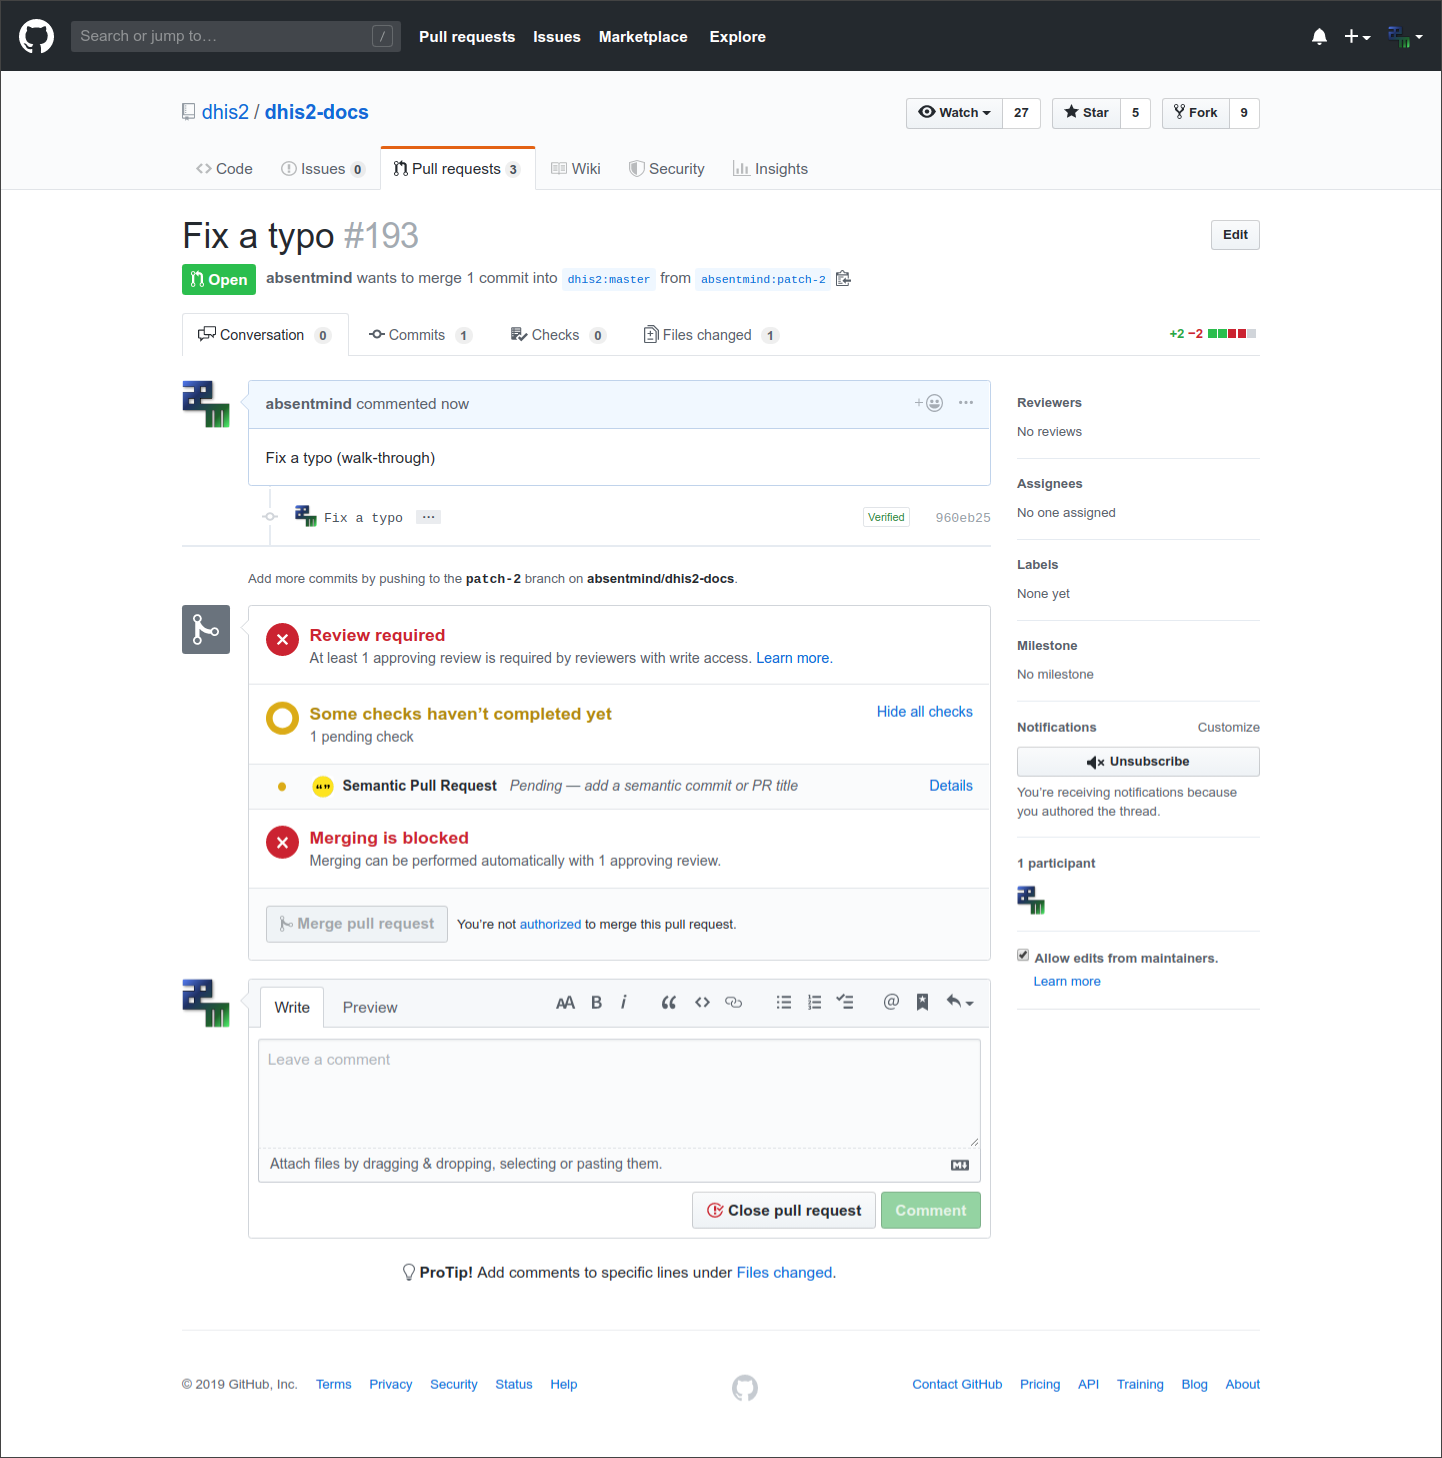 Search or jump to… / Pull requests Issues Marketplace Explore
dhis2 / dhis2-docs Watch 27 Star 5 Fork 9
Code Issues 0 Pull requests 3 Wiki Security Insights
Fix a typo #193 Edit
Open absentmind wants to merge 1 commit into dhis2:master from absentmind:patch-2
Conversation 0 Commits 1 Checks 0 Files changed 1 +2 −2
absentmind commented now
Fix a typo (walk-through)
Fix a typo … Verified 960eb25
Add more commits by pushing to the patch-2 branch on absentmind/dhis2-docs.
Review required
At least 1 approving review is required by reviewers with write access. Learn more.
Some checks haven’t completed yet Hide all checks
1 pending check
Semantic Pull Request Pending — add a semantic commit or PR title Details
Merging is blocked
Merging can be performed automatically with 1 approving review.
Merge pull request You’re not authorized to merge this pull request.
Write Preview AA B i
Leave a comment
Attach files by dragging & dropping, selecting or pasting them.
Close pull request Comment
ProTip! Add comments to specific lines under Files changed.
Reviewers
No reviews
Assignees
No one assigned
Labels
None yet
Milestone
No milestone
Notifications Customize
Unsubscribe
You’re receiving notifications because
you authored the thread.
1 participant
Allow edits from maintainers.
Learn more
© 2019 GitHub, Inc. Terms Privacy Security Status Help Contact GitHub Pricing API Training Blog About